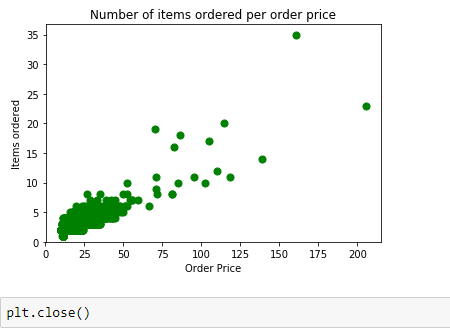 Number of items ordered per order price
35
30
25
20
15
10
5
0
Items ordered
0 25 50 75 100 125 150 175 200
Order Price
plt.close()